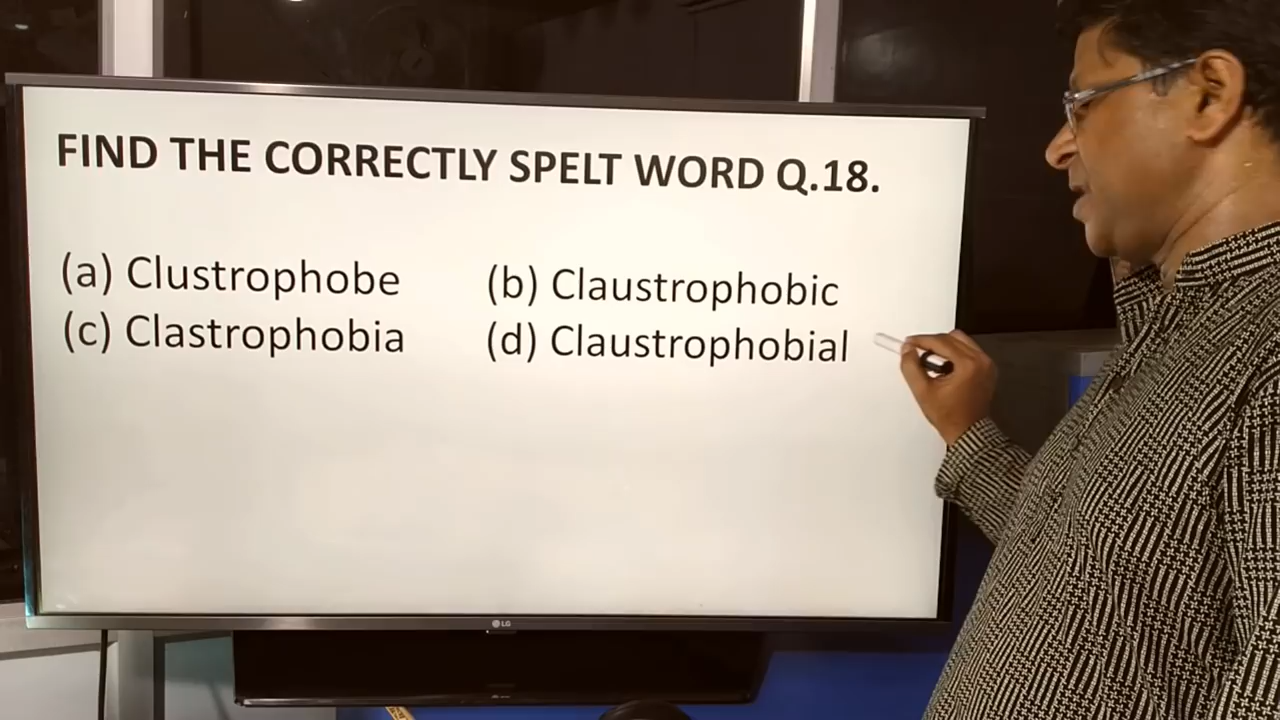 FIND THE CORRECTLY SPELT WORD Q.18.
(a) Clustrophobe (b) Claustrophobic
(c) Clastrophobia (d) Claustrophobial
LG